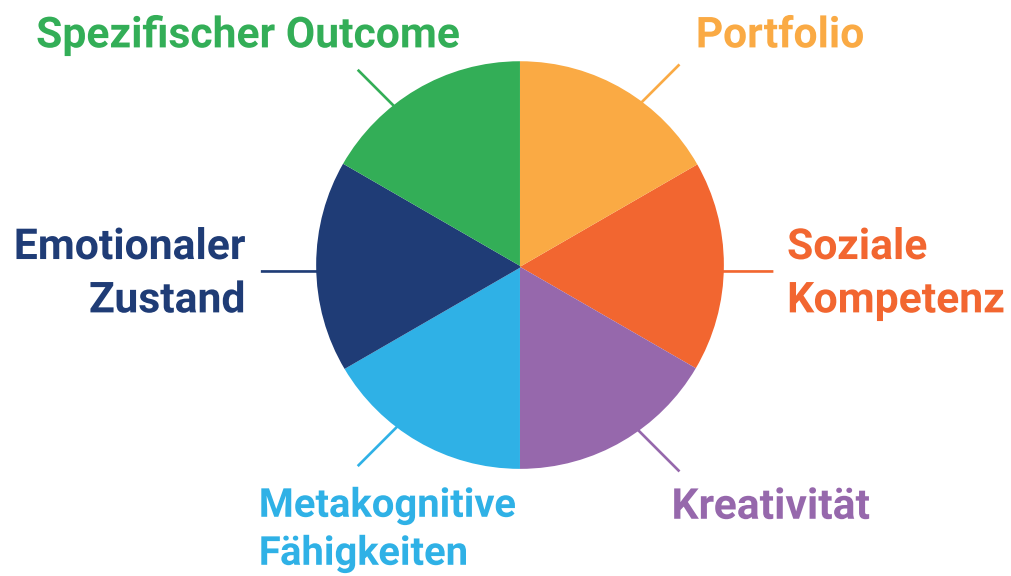 Spezifischer Outcome
Portfolio
Emotionaler
Zustand
Soziale
Kompetenz
Metakognitive
Fähigkeiten
Kreativität